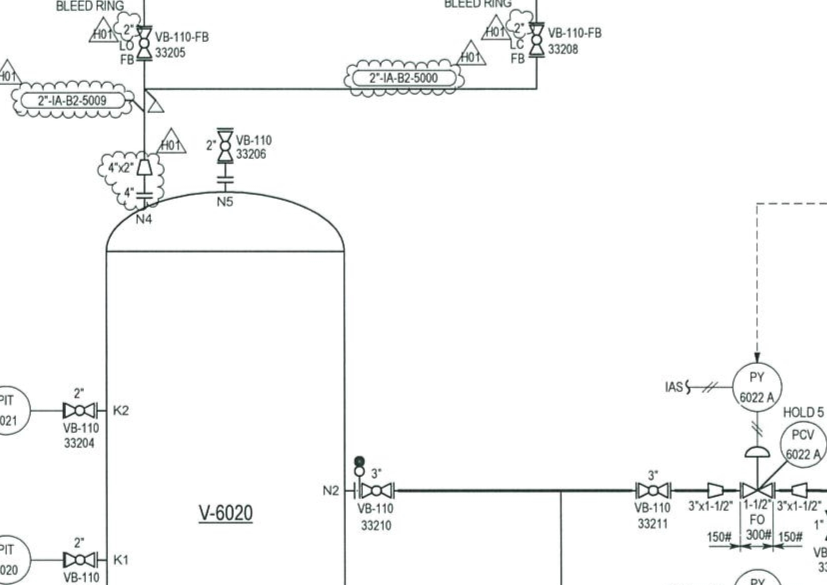 BLEED RING
BLEED RING
H01
2"
LO
FB
VB-110-FB
33205
H01
2"
LC
FB
VB-110-FB
33208
H01
2"-IA-B2-5000
H01
2"-IA-B2-5009
H01
4"x2"
4"
N4
2"
VB-110
33206
N5
PY
6022 A
IAS
HOLD 5
PCV
6022 A
PIT
021
2"
VB-110
33204
K2
N2
3"
VB-110
33210
3"
VB-110
33211
3"x1-1/2"
1-1/2"
3"x1-1/2"
FO
150#
300#
150#
1"
VB
33
V-6020
PIT
020
2"
VB-110
K1
PY